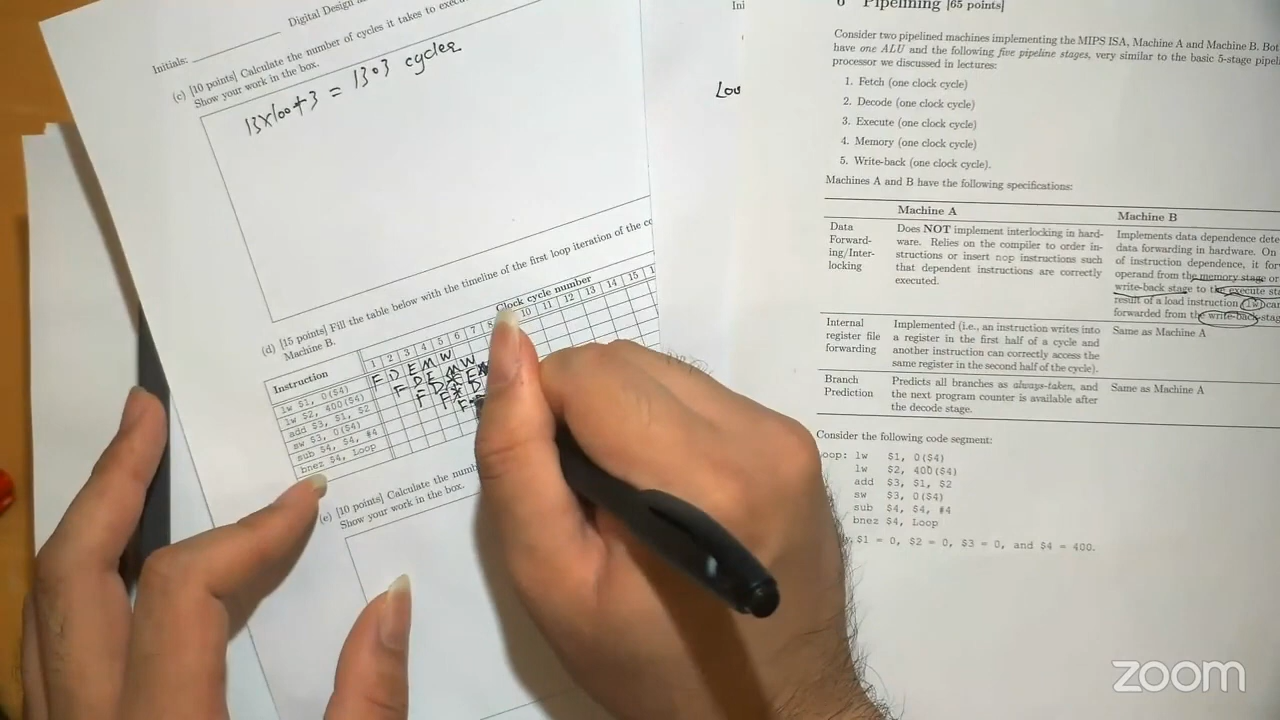 Digital Design
Initials:
(c) [10 points] Calculate the number of cycles it takes to
Show your work in the box.
13x100+3 = 1303 cycles
(d) [15 points] Fill the table below with the timeline of the first loop iteration of the
Machine B.
Instruction
Clock cycle number
1 2 3 4 5 6 7 8 10 11 12 13 14 15
lw $1, 0($4) F D E M W
lw $2, 400($4) F D E M W
add $3, $1, $2 F D
sw $3, 0($4) F
sub $4, $4, #4 F
bnez $4, Loop
(e) [10 points] Calculate the
Show your work in the box.
Ini
6 Pipelining [65 points]
Consider two pipelined machines implementing the MIPS ISA, Machine A and Machine B.
have one ALU and the following five pipeline stages, very similar to the basic 5-stage
processor we discussed in lectures:
1. Fetch (one clock cycle)
2. Decode (one clock cycle)
3. Execute (one clock cycle)
4. Memory (one clock cycle)
5. Write-back (one clock cycle).
Machines A and B have the following specifications:
Machine A Machine B
Data Forward-ing/Inter-locking
Does NOT implement interlocking in hard-
ware. Relies on the compiler to order in-
structions or insert nop instructions such
that dependent instructions are correctly
executed.
Implements data dependence
data forwarding in hardware. On
of instruction dependence, it
operand from the memory stage or
write-back stage to the execute
result of a load instruction (lw)
forwarded from the write-back
Internal register file forwarding
Implemented (i.e., an instruction writes into
a register in the first half of a cycle and
another instruction can correctly access the
same register in the second half of the cycle).
Same as Machine A
Branch Prediction
Predicts all branches as always-taken, and
the next program counter is available after
the decode stage.
Same as Machine A
Consider the following code segment:
oop: lw $1, 0($4)
lw $2, 400($4)
add $3, $1, $2
sw $3, 0($4)
sub $4, $4, #4
bnez $4, Loop
$1 = 0, $2 = 0, $3 = 0, and $4 = 400.
zoom